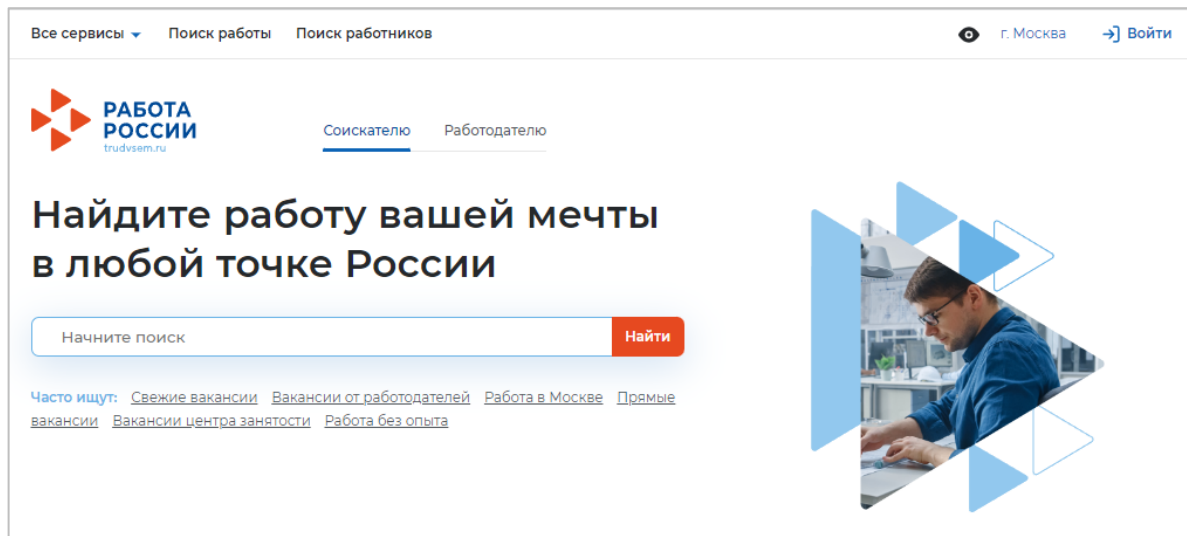 Все сервисы Поиск работы Поиск работников г. Москва Войти
РАБОТА
РОССИИ
trudvsem.ru
Соискателю Работодателю
Найдите работу вашей мечты
в любой точке России
Начните поиск Найти
Часто ищут: Свежие вакансии Вакансии от работодателей Работа в Москве Прямые
вакансии Вакансии центра занятости Работа без опыта